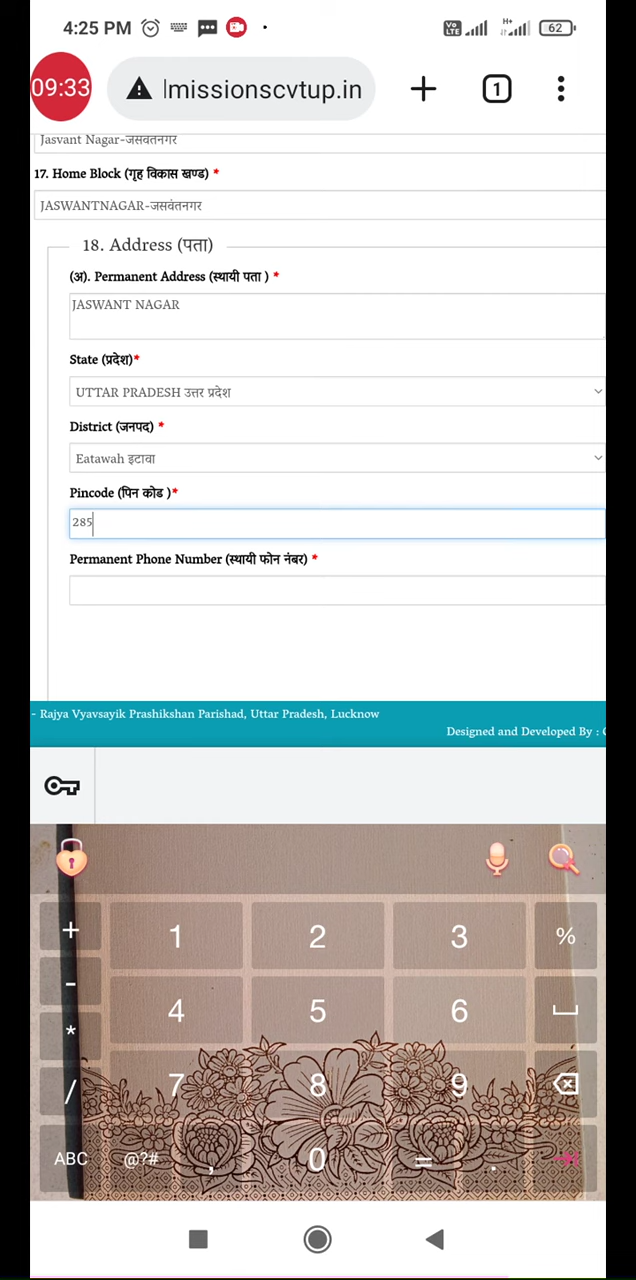 4:25 PM
Vo LTE
H+
62
09:33
lmissionscvtup.in
1
Jasvant Nagar-जसवंतनगर
17. Home Block (गृह विकास खण्ड) *
JASWANTNAGAR-जसवंतनगर
18. Address (पता)
(अ). Permanent Address (स्थायी पता ) *
JASWANT NAGAR
State (प्रदेश)*
UTTAR PRADESH उत्तर प्रदेश
District (जनपद) *
Eatawah इटावा
Pincode (पिन कोड )*
285
Permanent Phone Number (स्थायी फोन नंबर) *
- Rajya Vyavsayik Prashikshan Parishad, Uttar Pradesh, Lucknow
Designed and Developed By :
+ 1 2 3 %
- 4 5 6
*
/ 7 8 9
ABC @?# , 0 = .